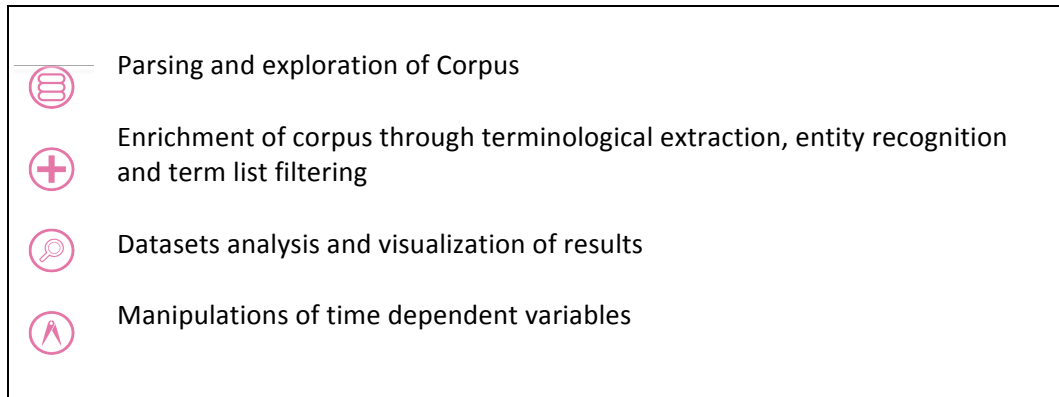 Parsing and exploration of Corpus
Enrichment of corpus through terminological extraction, entity recognition
and term list filtering
Datasets analysis and visualization of results
Manipulations of time dependent variables